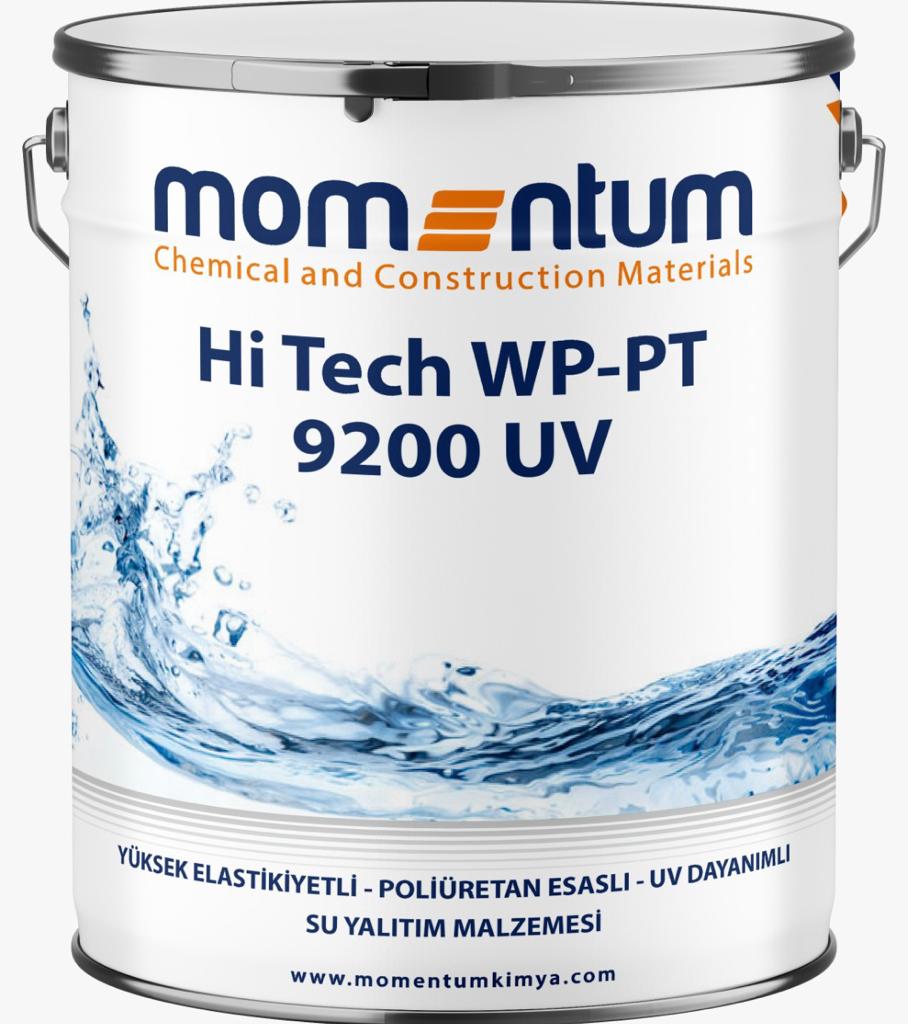 momentum
Chemical and Construction Materials
Hi Tech WP-PT
9200 UV
YÜKSEK ELASTİKİYETLİ - POLİÜRETAN ESASLI - UV DAYANIMLI
SU YALITIM MALZEMESİ
www.momentumkimya.com